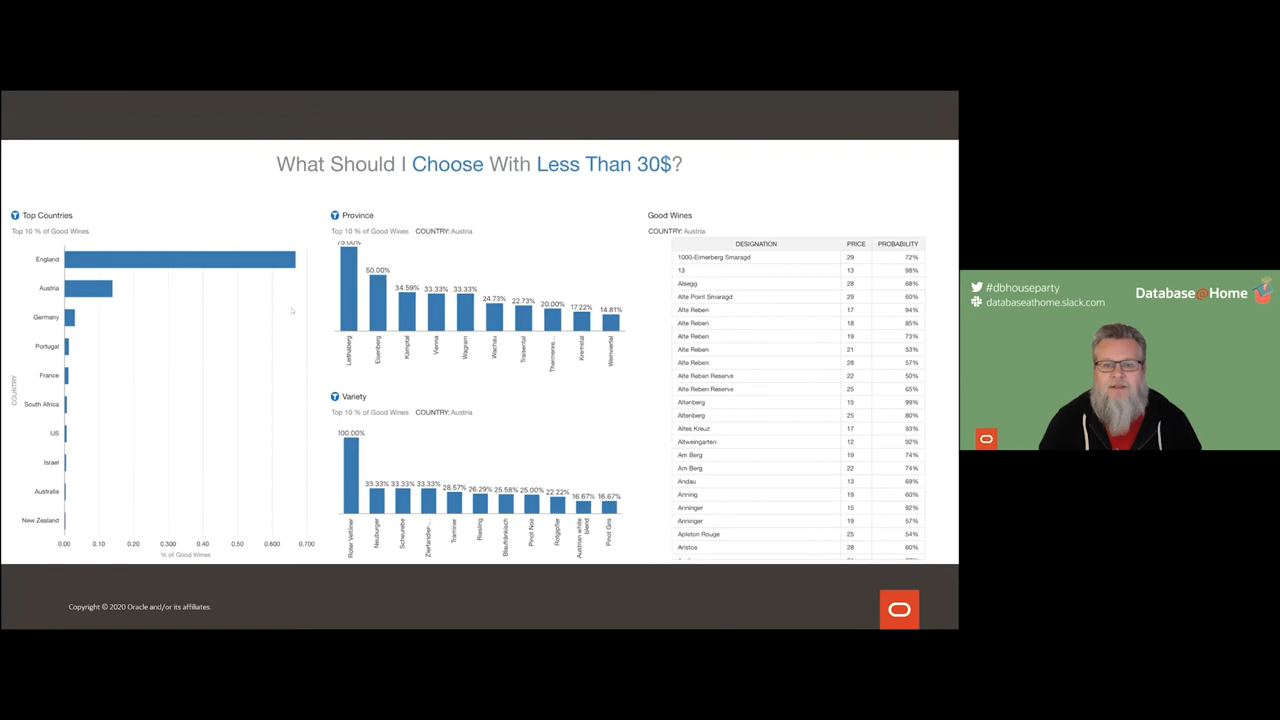 What Should I Choose With Less Than 30$?
Top Countries
Top 10 % of Good Wines
England
Austria
Germany
Portugal
France
South Africa
US
Israel
Australia
New Zealand
COUNTRY
0.00 0.10 0.300 0.40 0.50 0.600 0.700
% of Good Wines
Province
Top 10 % of Good Wines COUNTRY: Austria
75.00%
50.00%
34.59% 33.33% 33.33%
24.73% 22.73% 20.00% 17.22% 14.81%
Leithaberg
Eisenberg
Kamptal
Vienna
Wagram
Wachau
Traisental
Thermenre...
Kremstal
Weinviertel
Variety
Top 10 % of Good Wines COUNTRY: Austria
100.00%
33.33% 33.33% 33.33% 28.57% 26.29% 25.58% 25.00% 22.22% 16.67% 16.67%
Roter Veltliner
Neuburger
Scheurebe
Zierfandler-...
Traminer
Riesling
Blaufränkisch
Pinot Noir
Rotgipfler
Austrian white
blend
Pinot Gris
Good Wines
COUNTRY: Austria
DESIGNATION PRICE PROBABILITY
1000-Eimerberg Smaragd 29 72%
13 13 98%
Alsegg 28 68%
Alte Point Smaragd 29 60%
Alte Reben 17 94%
Alte Reben 18 85%
Alte Reben 19 73%
Alte Reben 21 53%
Alte Reben 28 57%
Alte Reben Reserve 22 50%
Alte Reben Reserve 25 65%
Altenberg 15 99%
Altenberg 25 80%
Altes Kreuz 17 93%
Altweingarten 12 92%
Am Berg 19 74%
Am Berg 22 74%
Andau 13 69%
Anning 19 60%
Anninger 15 92%
Anninger 19 57%
Apleton Rouge 25 54%
Aristos 28 60%
Copyright © 2020 Oracle and/or its affiliates.
#dbhouseparty
databaseathome.slack.com
Database@Home